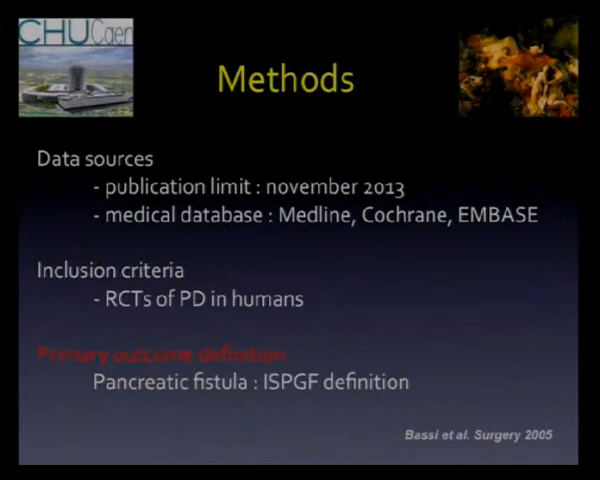 CHUCaen
Methods
Data sources
- publication limit : november 2013
- medical database : Medline, Cochrane, EMBASE
Inclusion criteria
- RCTs of PD in humans
Primary outcome definition
Pancreatic fistula : ISPGF definition
Bassi et al. Surgery 2005